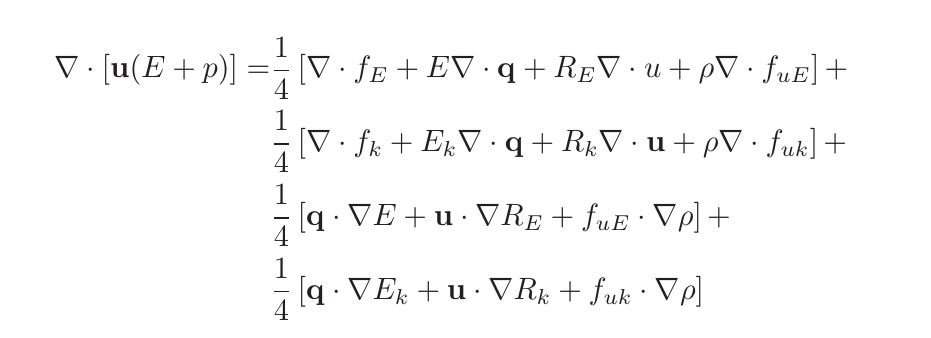 ∇ · [𝐮(E + p)] = 1/4 [∇ · f_E + E∇ · 𝐪 + R_E∇ · u + ρ∇ · f_{uE}] +
1/4 [∇ · f_k + E_k∇ · 𝐪 + R_k∇ · 𝐮 + ρ∇ · f_{uk}] +
1/4 [𝐪 · ∇E + 𝐮 · ∇R_E + f_{uE} · ∇ρ] +
1/4 [𝐪 · ∇E_k + 𝐮 · ∇R_k + f_{uk} · ∇ρ]